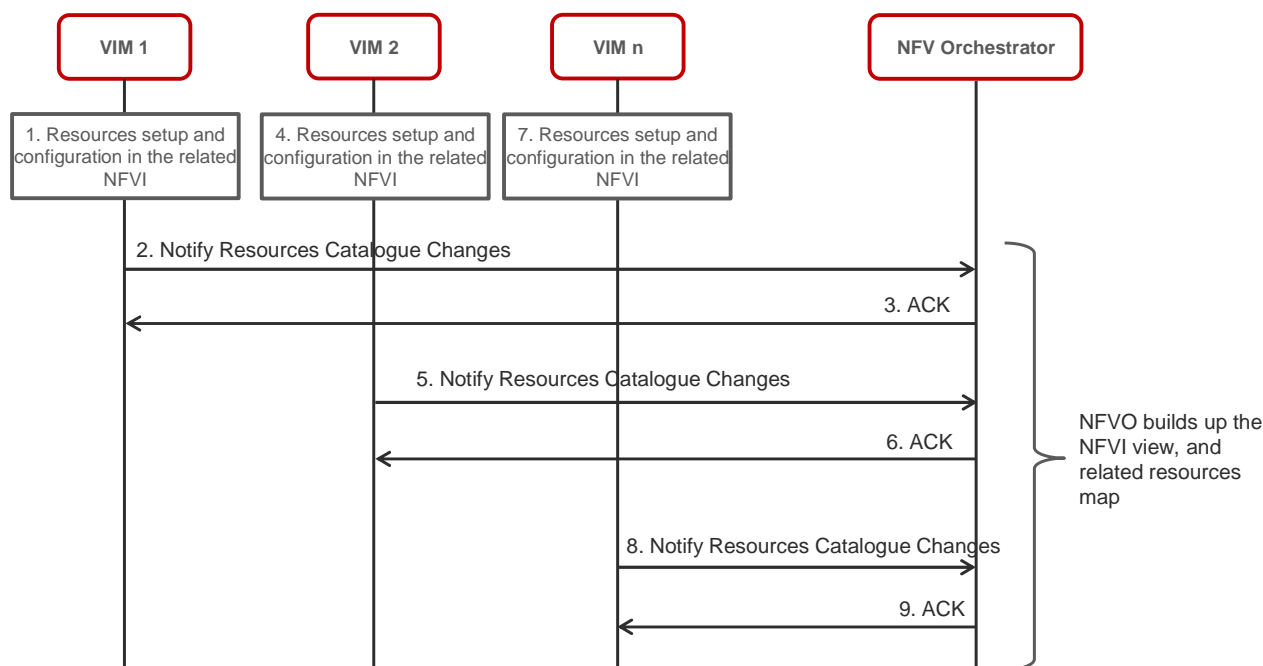 VIM 1
VIM 2
VIM n
NFV Orchestrator
1. Resources setup and
configuration in the related
NFVI
4. Resources setup and
configuration in the related
NFVI
7. Resources setup and
configuration in the related
NFVI
2. Notify Resources Catalogue Changes
3. ACK
5. Notify Resources Catalogue Changes
6. ACK
NFVO builds up the
NFVI view, and
related resources
map
8. Notify Resources Catalogue Changes
9. ACK